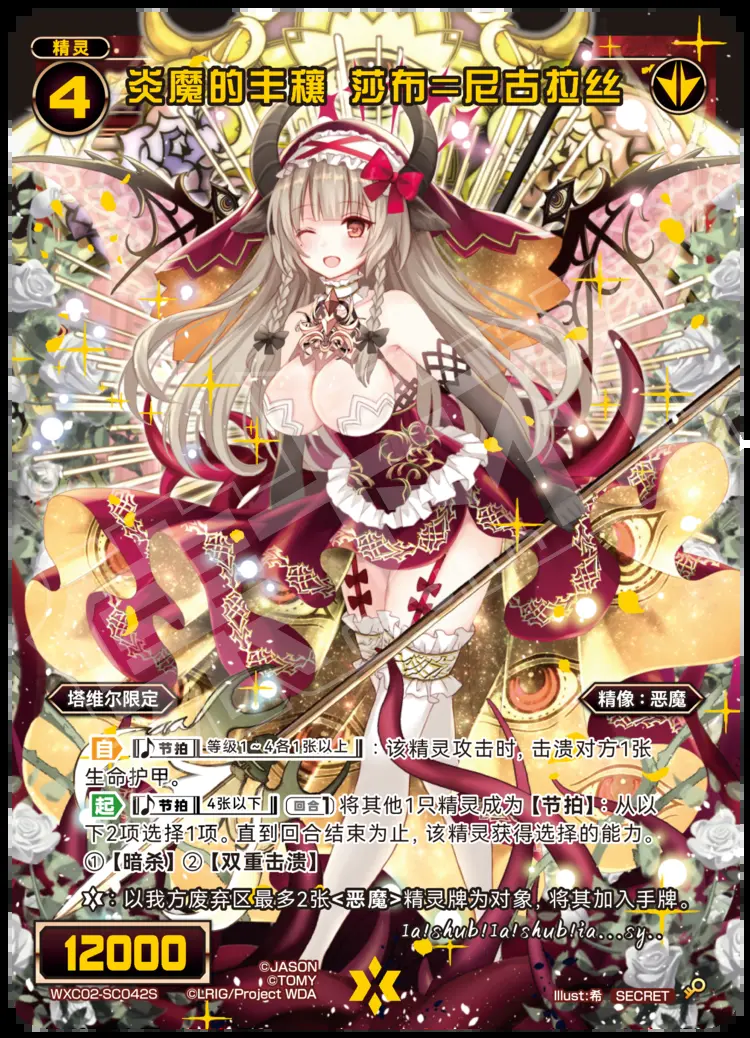 精灵
4
炎魔的丰穰 莎布=尼古拉丝
塔维尔限定
精像:恶魔
自 节拍 等级1~4各1张以上:该精灵攻击时,击溃对方1张
生命护甲。
起 节拍 4张以下 回合1 将其他1只精灵成为【节拍】:从以
下2项选择1项。直到回合结束为止,该精灵获得选择的能力。
①【暗杀】②【双重击溃】
:以我方废弃区最多2张<恶魔>精灵牌为对象,将其加入手牌。
Ia!shub!Ia!shub!ia...sy..
12000
©JASON
©TOMY
WXC02-SC042S ©LRIG/Project WDA
Illust:希 SECRET